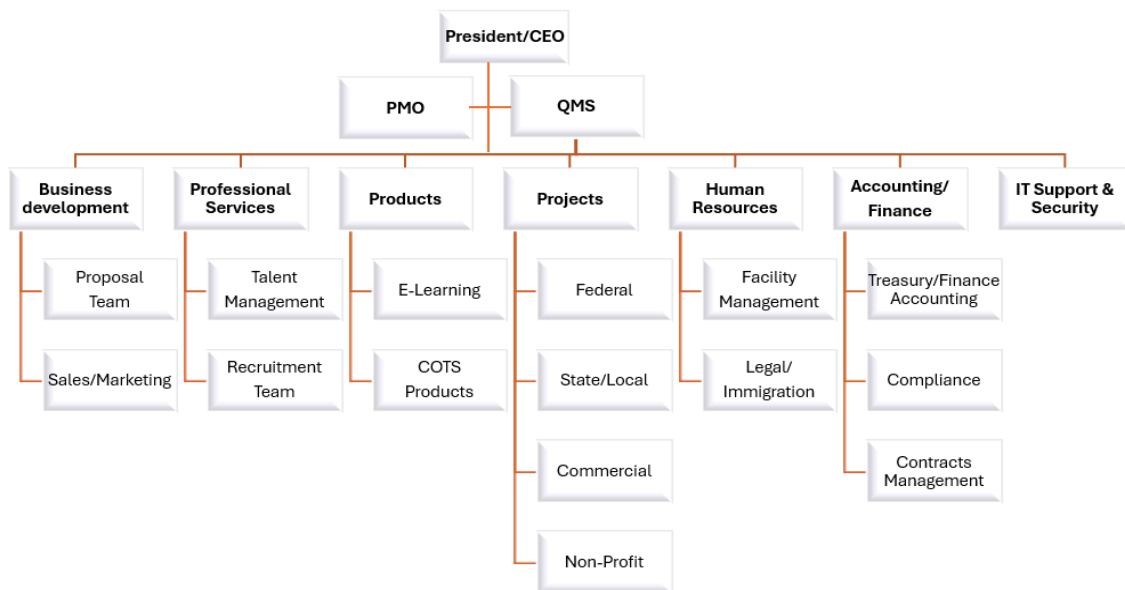 President/CEO
PMO
QMS
Business
development
Professional
Services
Products
Projects
Human
Resources
Accounting/
Finance
IT Support &
Security
Proposal
Team
Talent
Management
E-Learning
Federal
Facility
Management
Treasury/Finance
Accounting
Sales/Marketing
Recruitment
Team
COTS
Products
State/Local
Legal/
Immigration
Compliance
Commercial
Contracts
Management
Non-Profit